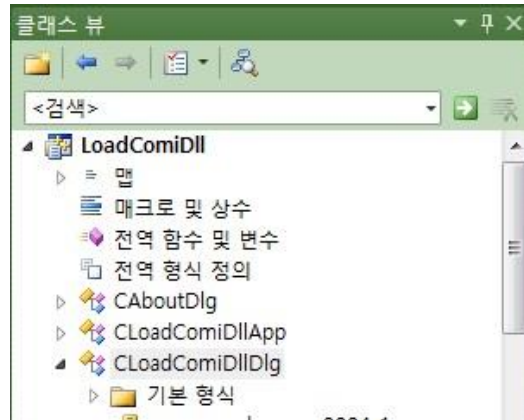 클래스 뷰
<검색>
LoadComiDll
맵
매크로 및 상수
전역 함수 및 변수
전역 형식 정의
CAboutDlg
CLoadComiDllApp
CLoadComiDllDlg
기본 형식